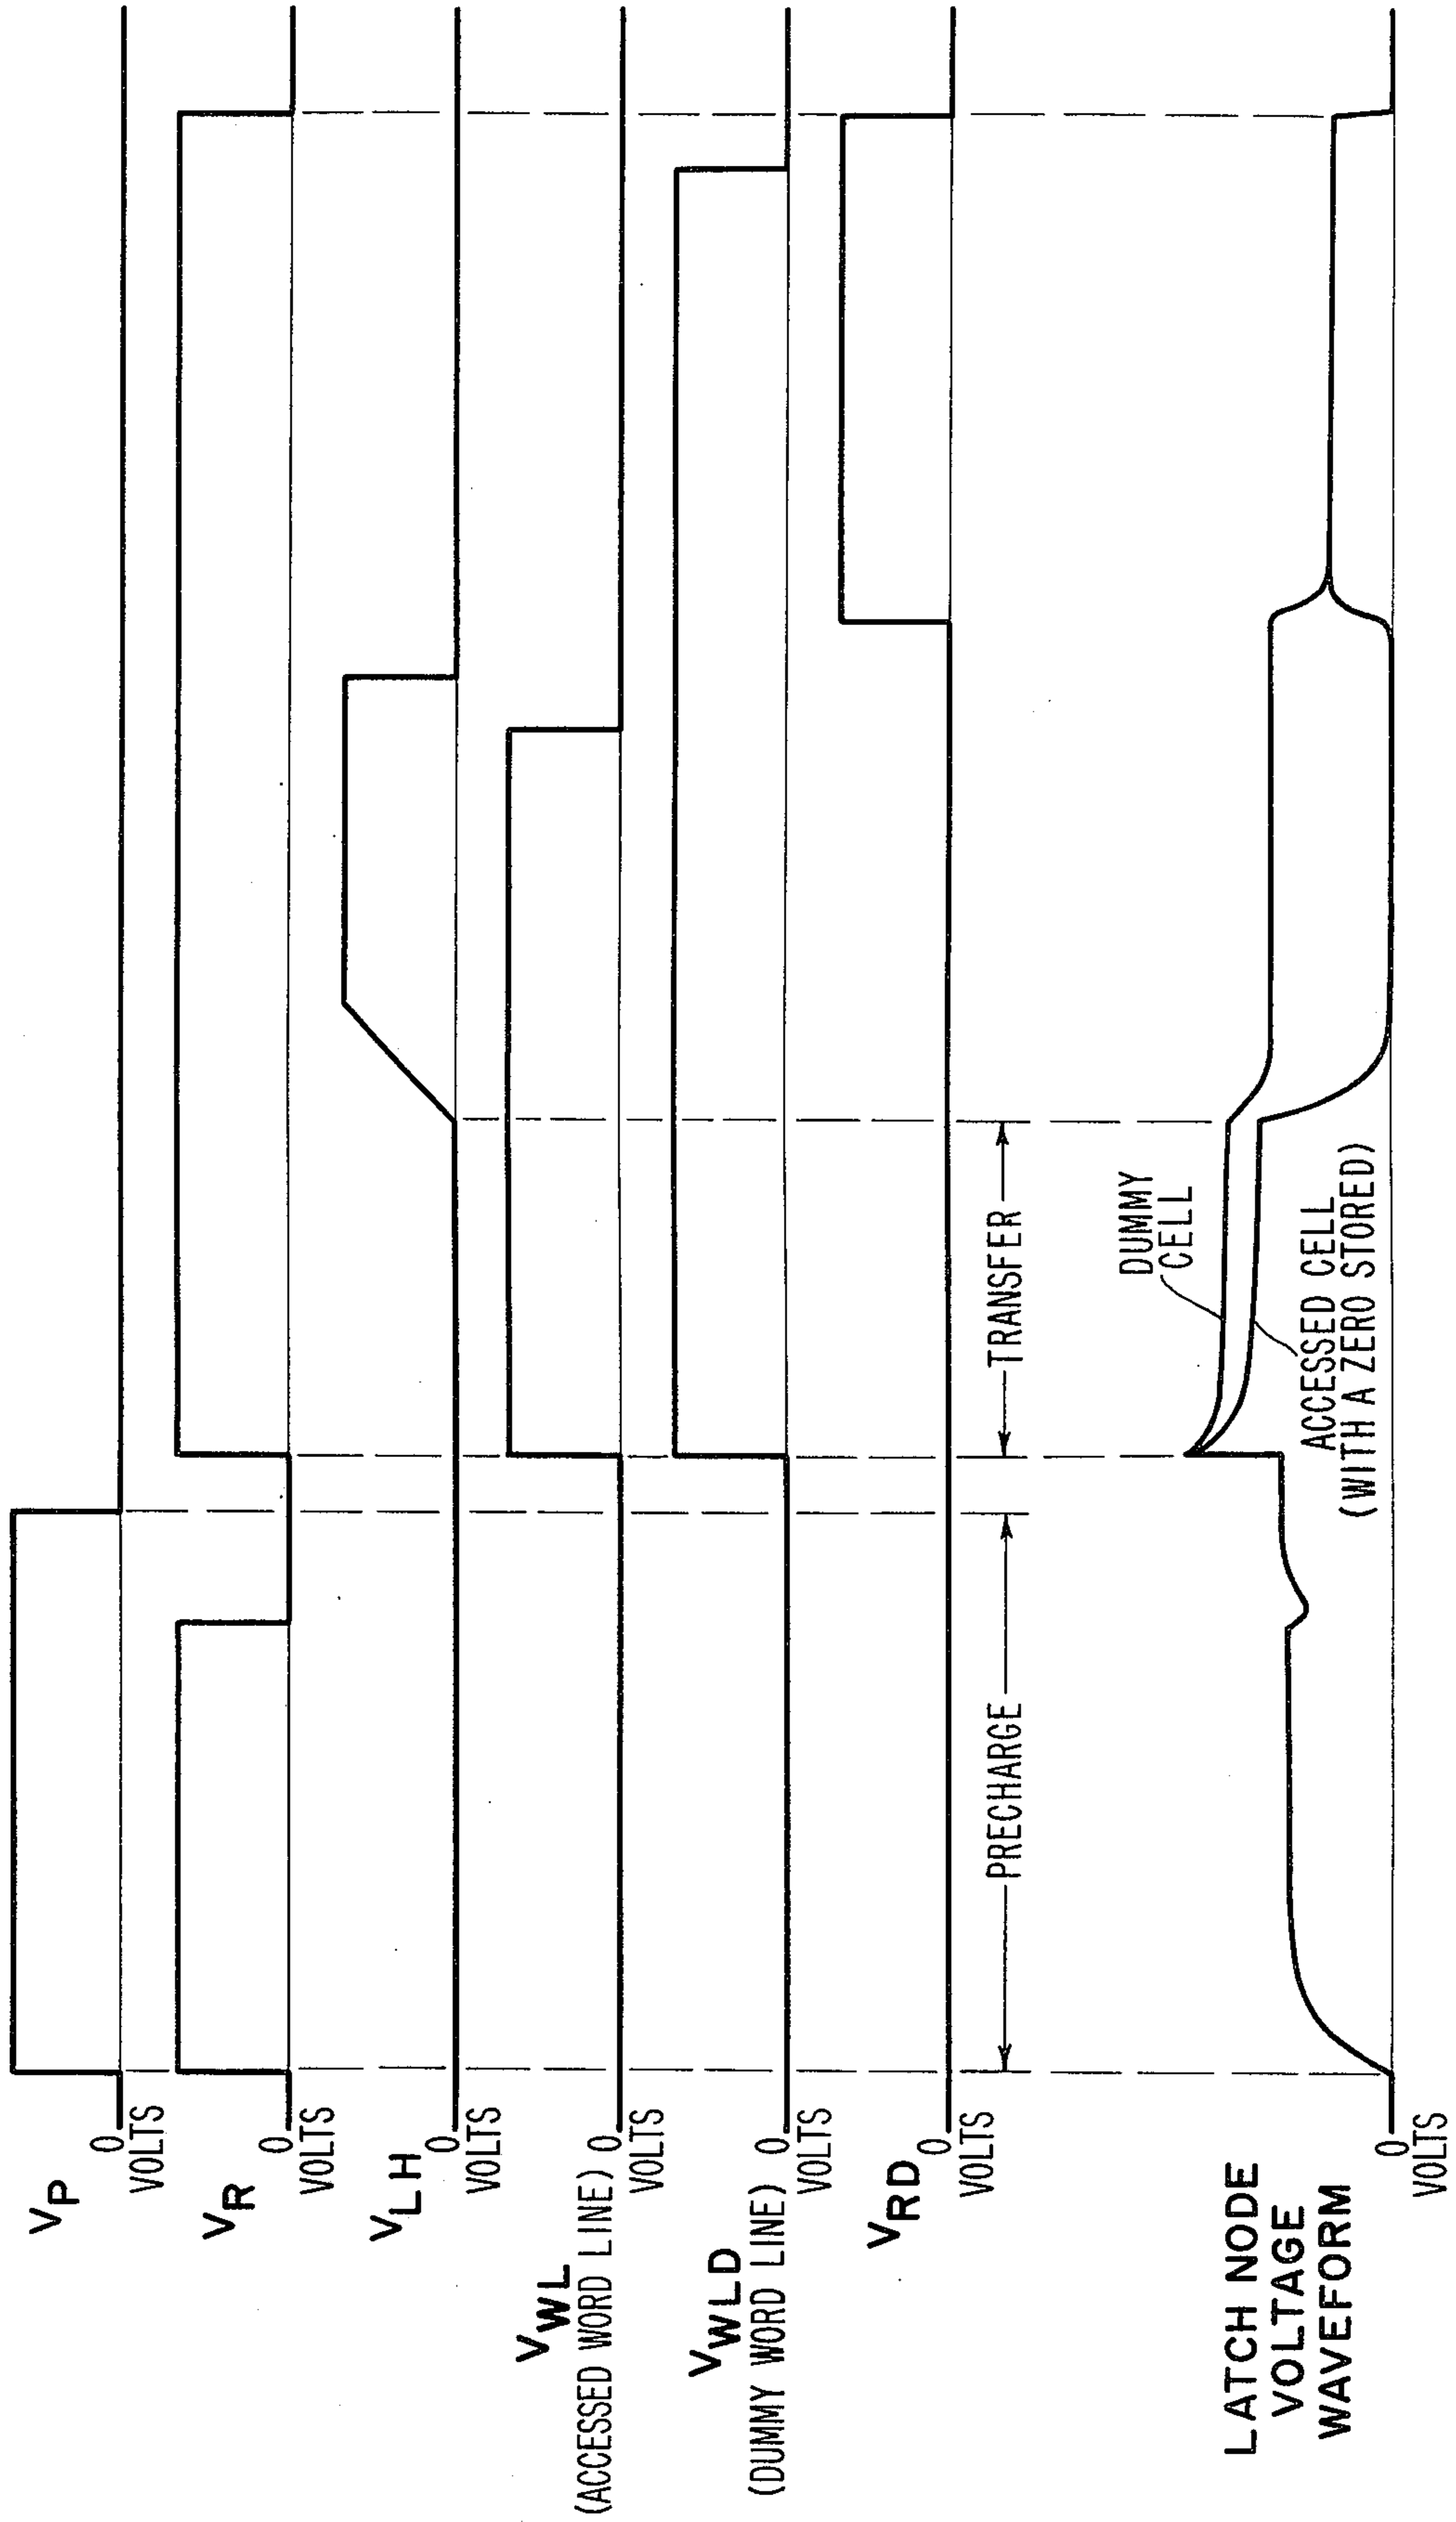 VP
0
VOLTS
VR
0
VOLTS
VLH
0
VOLTS
VWL
(ACCESSED WORD LINE)
0
VOLTS
VWLD
(DUMMY WORD LINE)
0
VOLTS
VRD
0
VOLTS
PRECHARGE
TRANSFER
DUMMY
CELL
ACCESSED CELL
(WITH A ZERO STORED)
LATCH NODE
VOLTAGE
WAVEFORM
0
VOLTS